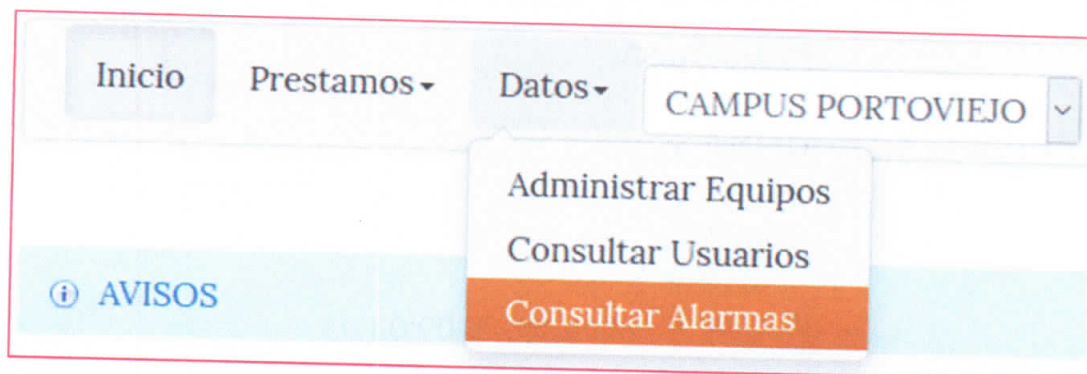 Inicio Prestamos Datos CAMPUS PORTOVIEJO
Administrar Equipos
Consultar Usuarios
AVISOS
Consultar Alarmas